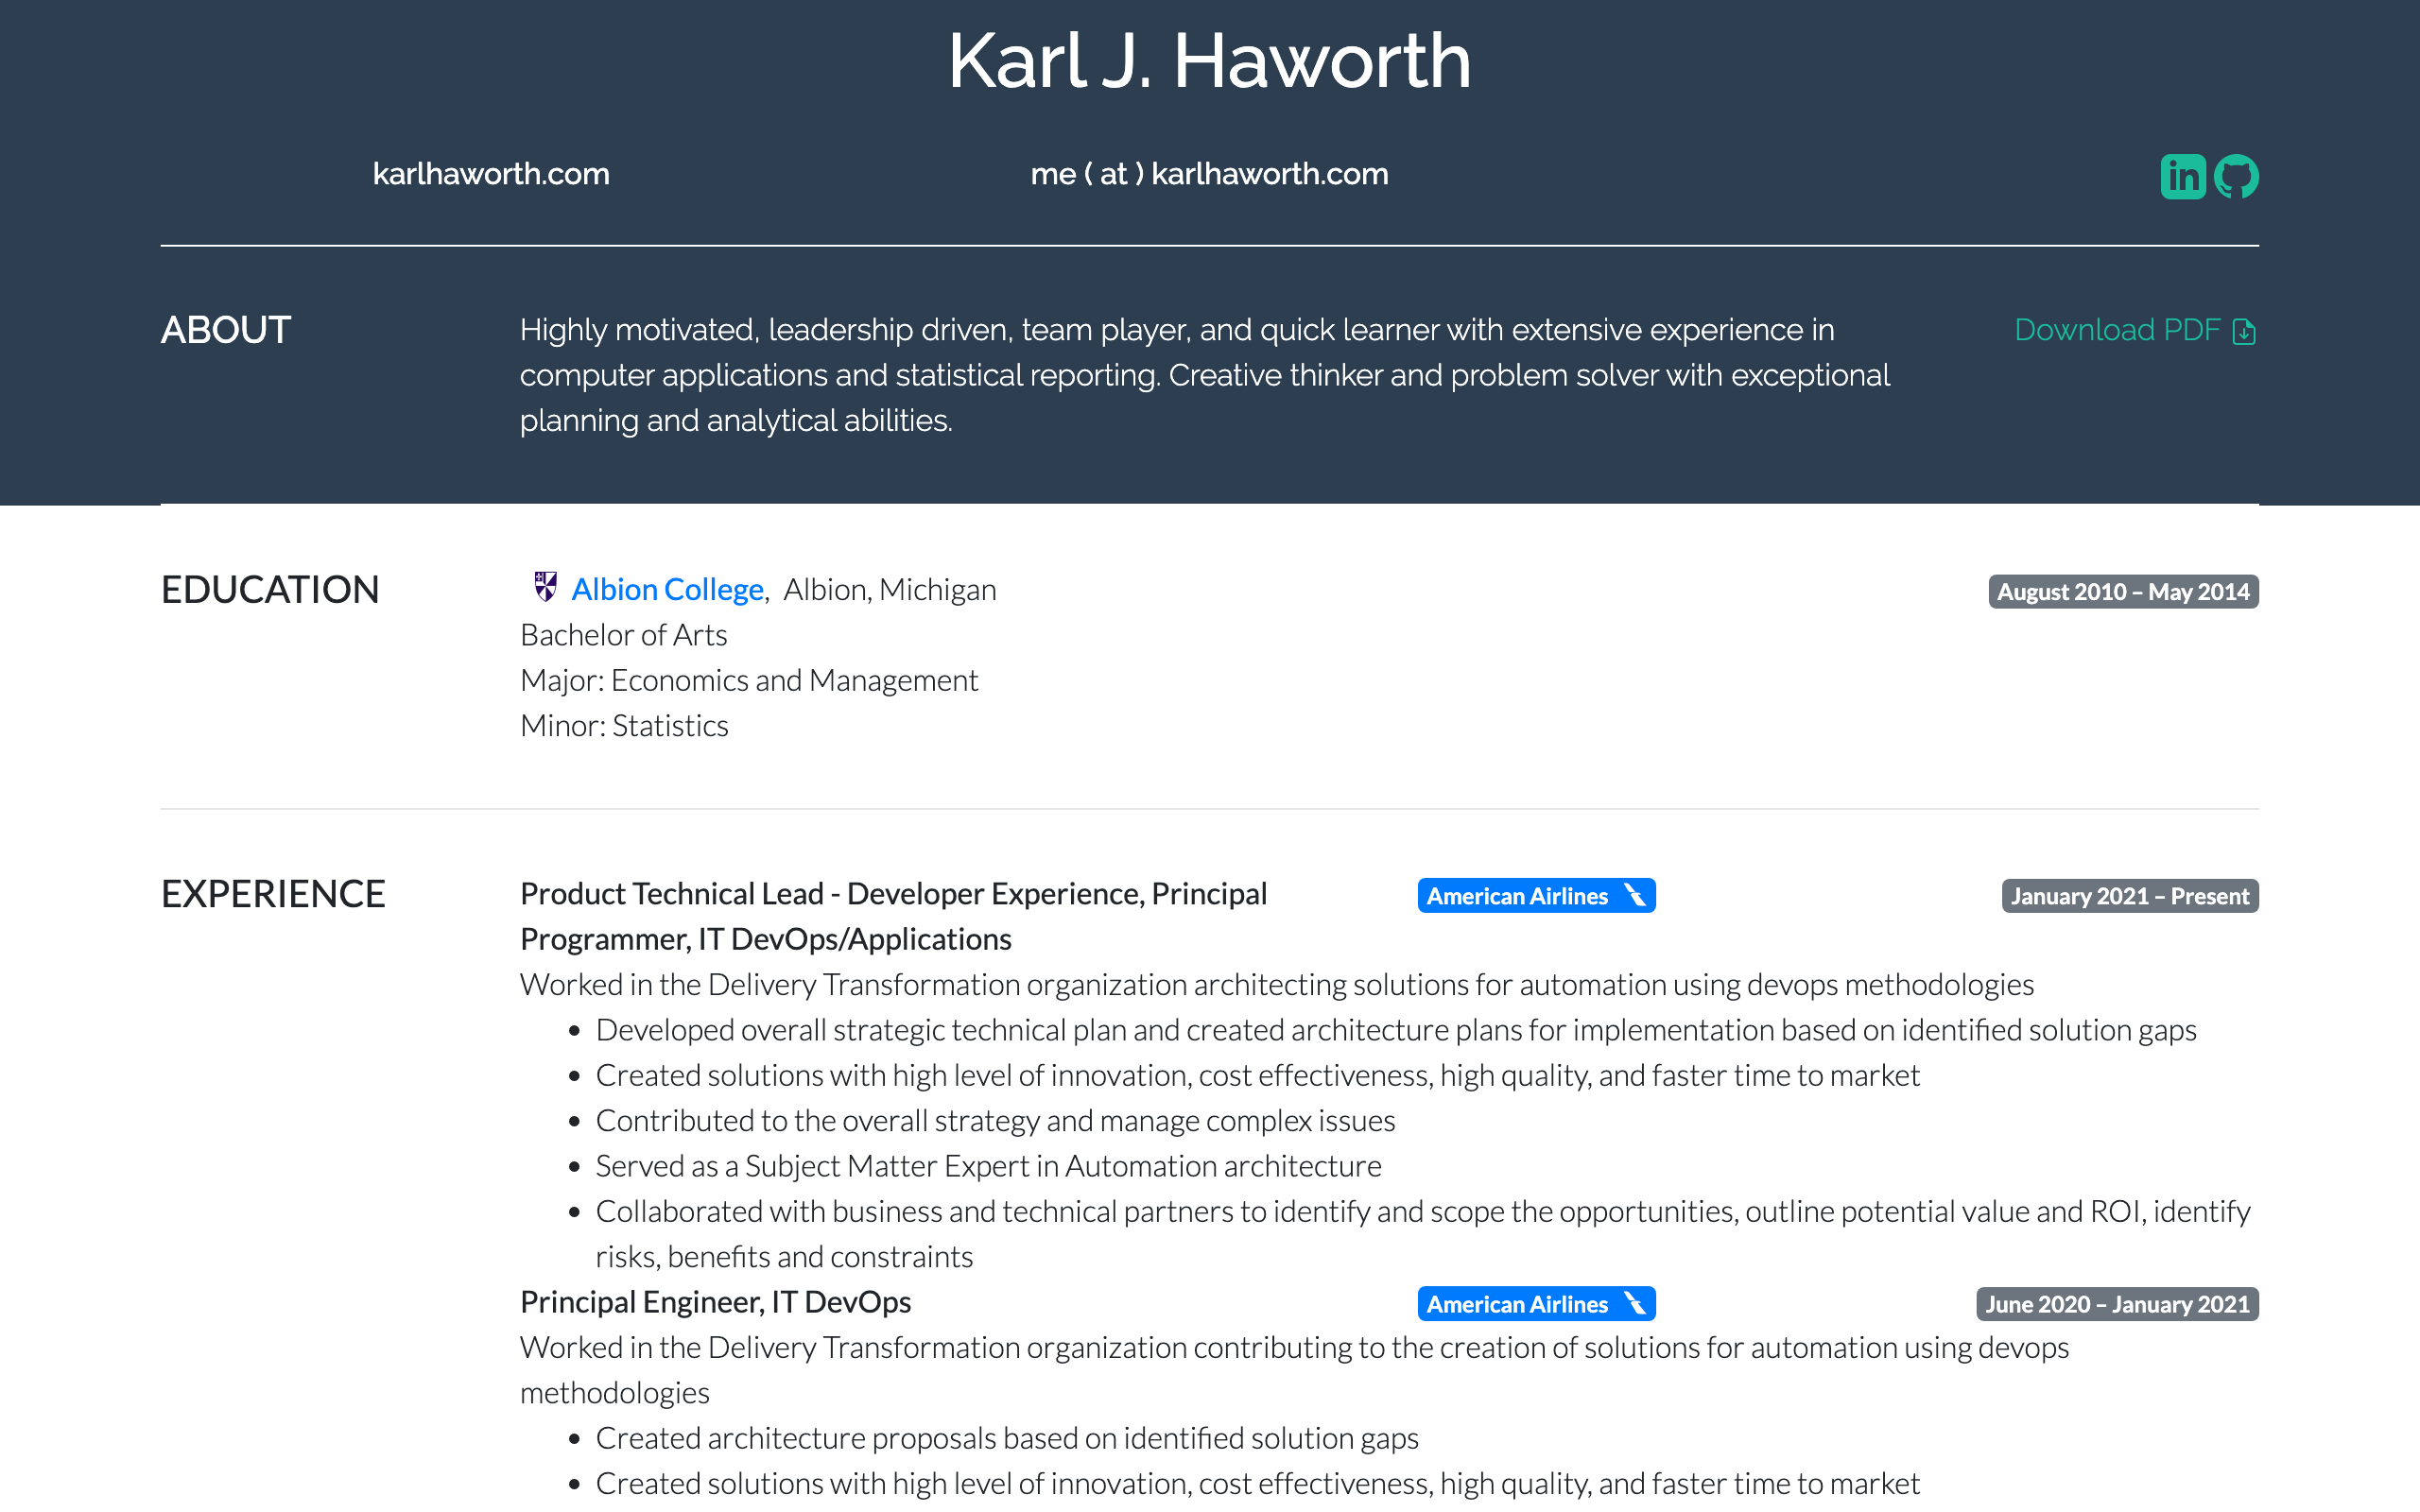 Karl J. Haworth
karlhaworth.com
me ( at ) karlhaworth.com
in
ABOUT
Highly motivated, leadership driven, team player, and quick learner with extensive experience in
computer applications and statistical reporting. Creative thinker and problem solver with exceptional
planning and analytical abilities.
Download PDF
EDUCATION
Albion College, Albion, Michigan
August 2010 – May 2014
Bachelor of Arts
Major: Economics and Management
Minor: Statistics
EXPERIENCE
Product Technical Lead - Developer Experience, Principal
Programmer, IT DevOps/Applications
American Airlines
January 2021 – Present
Worked in the Delivery Transformation organization architecting solutions for automation using devops methodologies
• Developed overall strategic technical plan and created architecture plans for implementation based on identified solution gaps
• Created solutions with high level of innovation, cost effectiveness, high quality, and faster time to market
• Contributed to the overall strategy and manage complex issues
• Served as a Subject Matter Expert in Automation architecture
• Collaborated with business and technical partners to identify and scope the opportunities, outline potential value and ROI, identify
risks, benefits and constraints
Principal Engineer, IT DevOps
American Airlines
June 2020 – January 2021
Worked in the Delivery Transformation organization contributing to the creation of solutions for automation using devops
methodologies
• Created architecture proposals based on identified solution gaps
• Created solutions with high level of innovation, cost effectiveness, high quality, and faster time to market